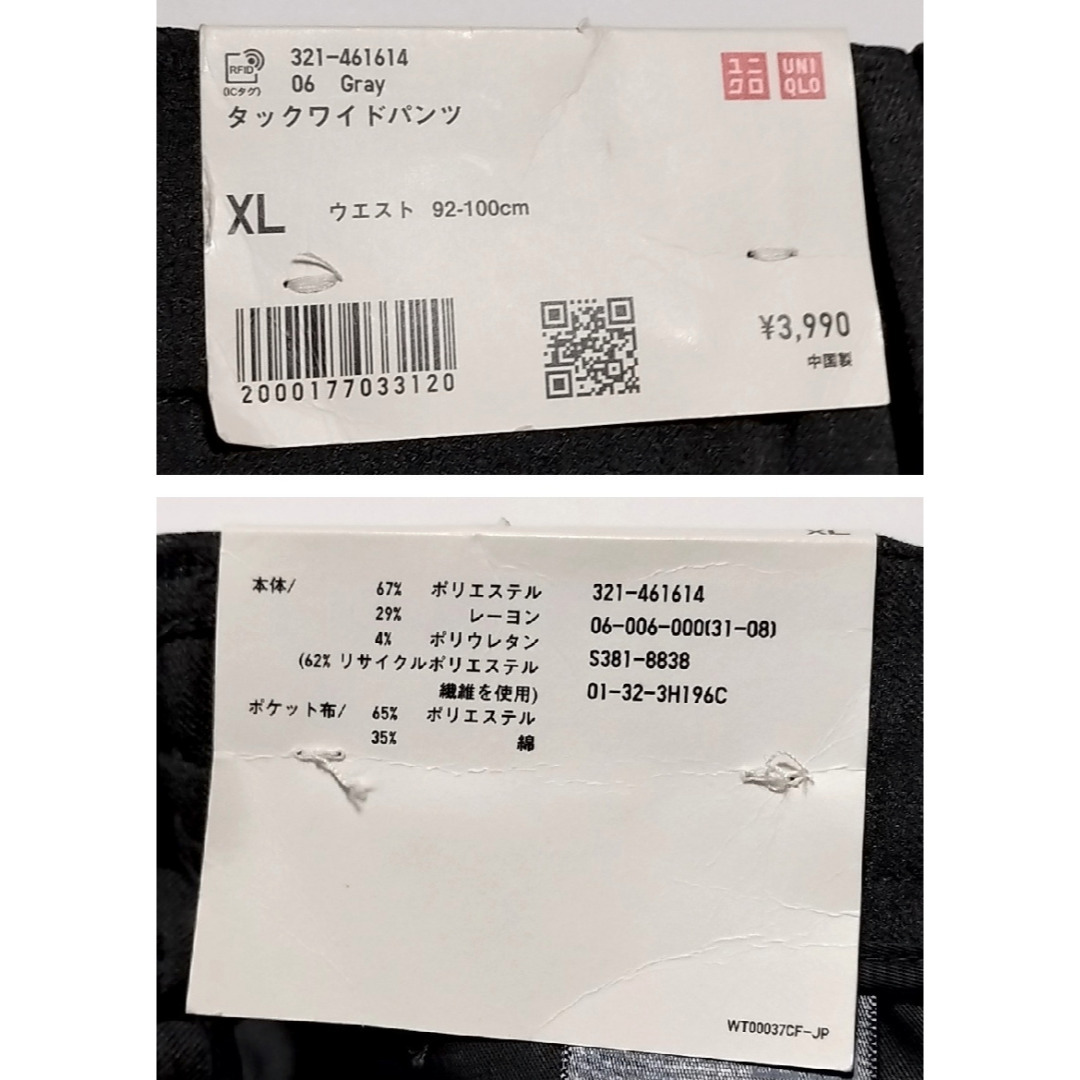 RFID
(ICタグ)
321-461614
06 Gray
タックワイドパンツ
ユニクロ
UNIQLO
XL ウエスト 92-100cm
2000177033120
¥3,990
中国製
XL
本体/ 67% ポリエステル
29% レーヨン
4% ポリウレタン
(62% リサイクルポリエステル
繊維を使用)
ポケット布/ 65% ポリエステル
35% 綿
321-461614
06-006-000(31-08)
S381-8838
01-32-3H196C
WT00037CF-JP